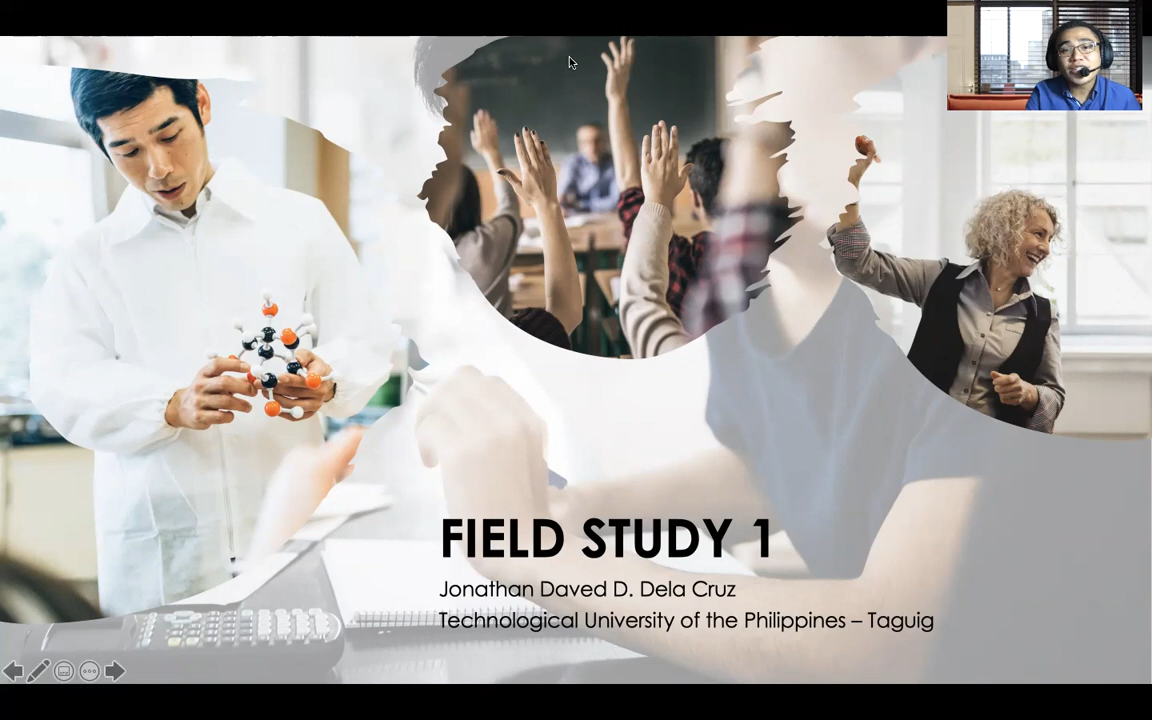 FIELD STUDY 1
Jonathan Daved D. Dela Cruz
Technological University of the Philippines – Taguig